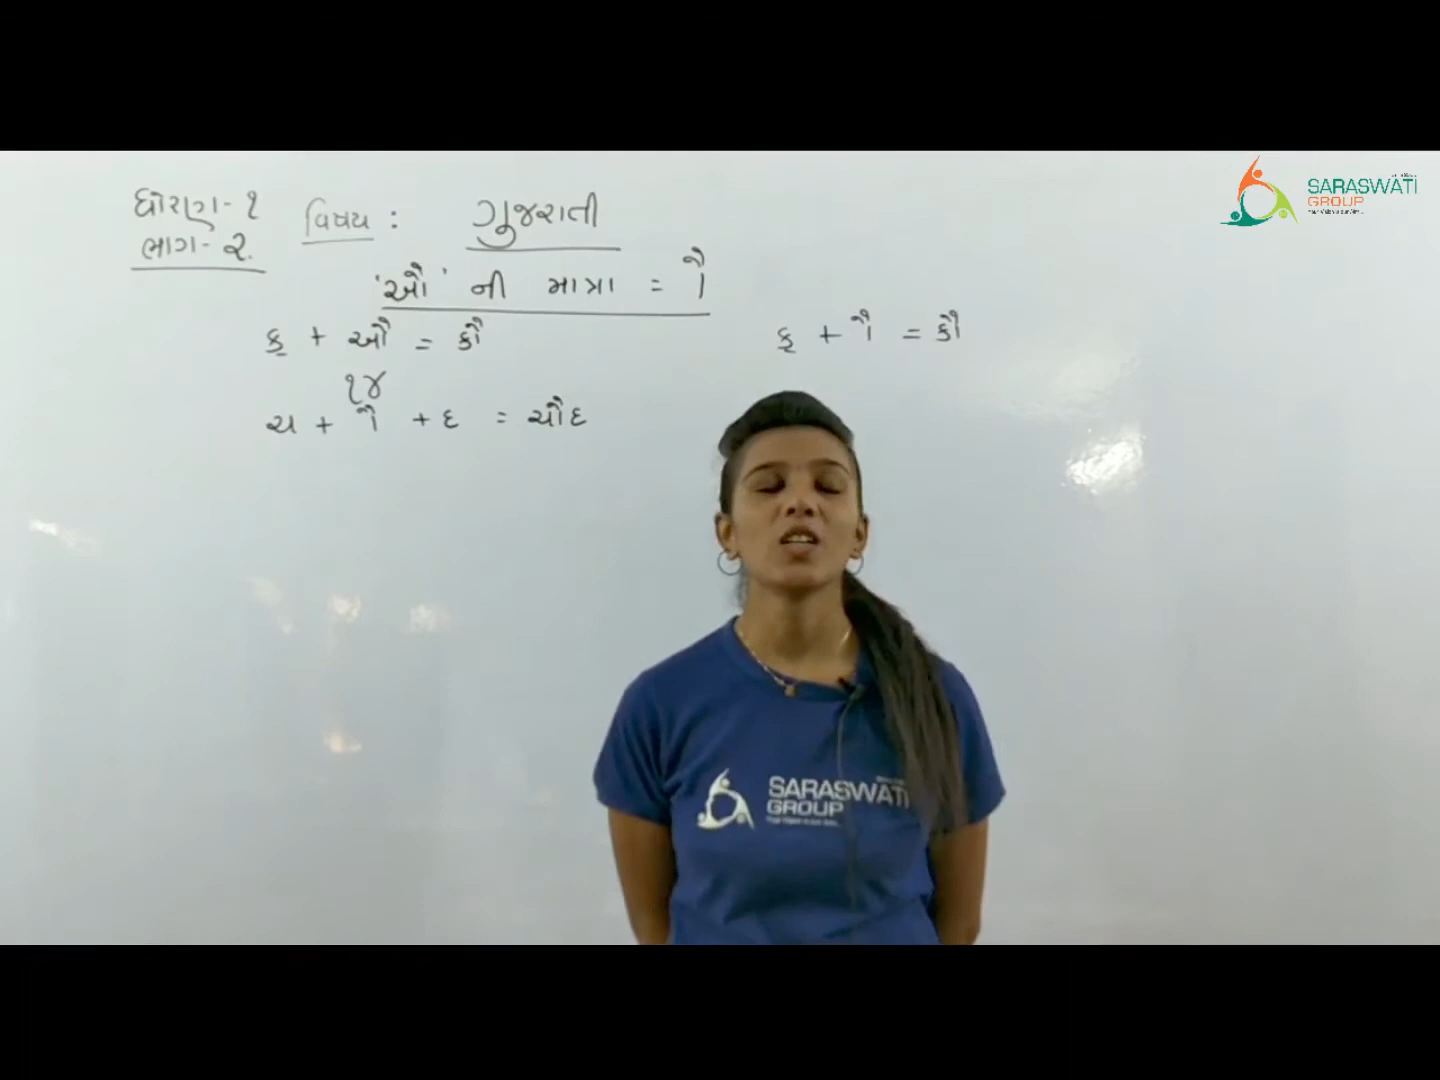 ધોરણ - ૧
ભાગ - ૨.
વિષય : ગુજરાતી
'ઔ' ની માત્રા = ૌ
ક + ઔ = કૌ
ક + ૌ = કૌ
૧૪
ચ + ૌ + દ = ચૌદ
SARASWATI
GROUP
SARASWATI
GROUP